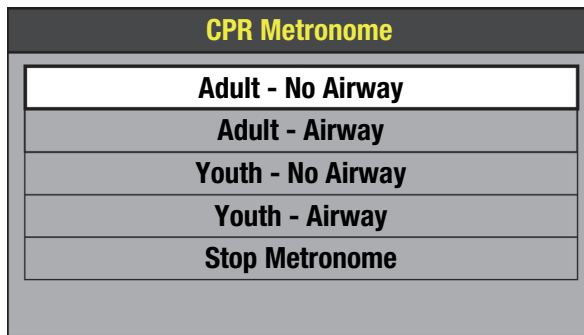 CPR Metronome
Adult - No Airway
Adult - Airway
Youth - No Airway
Youth - Airway
Stop Metronome